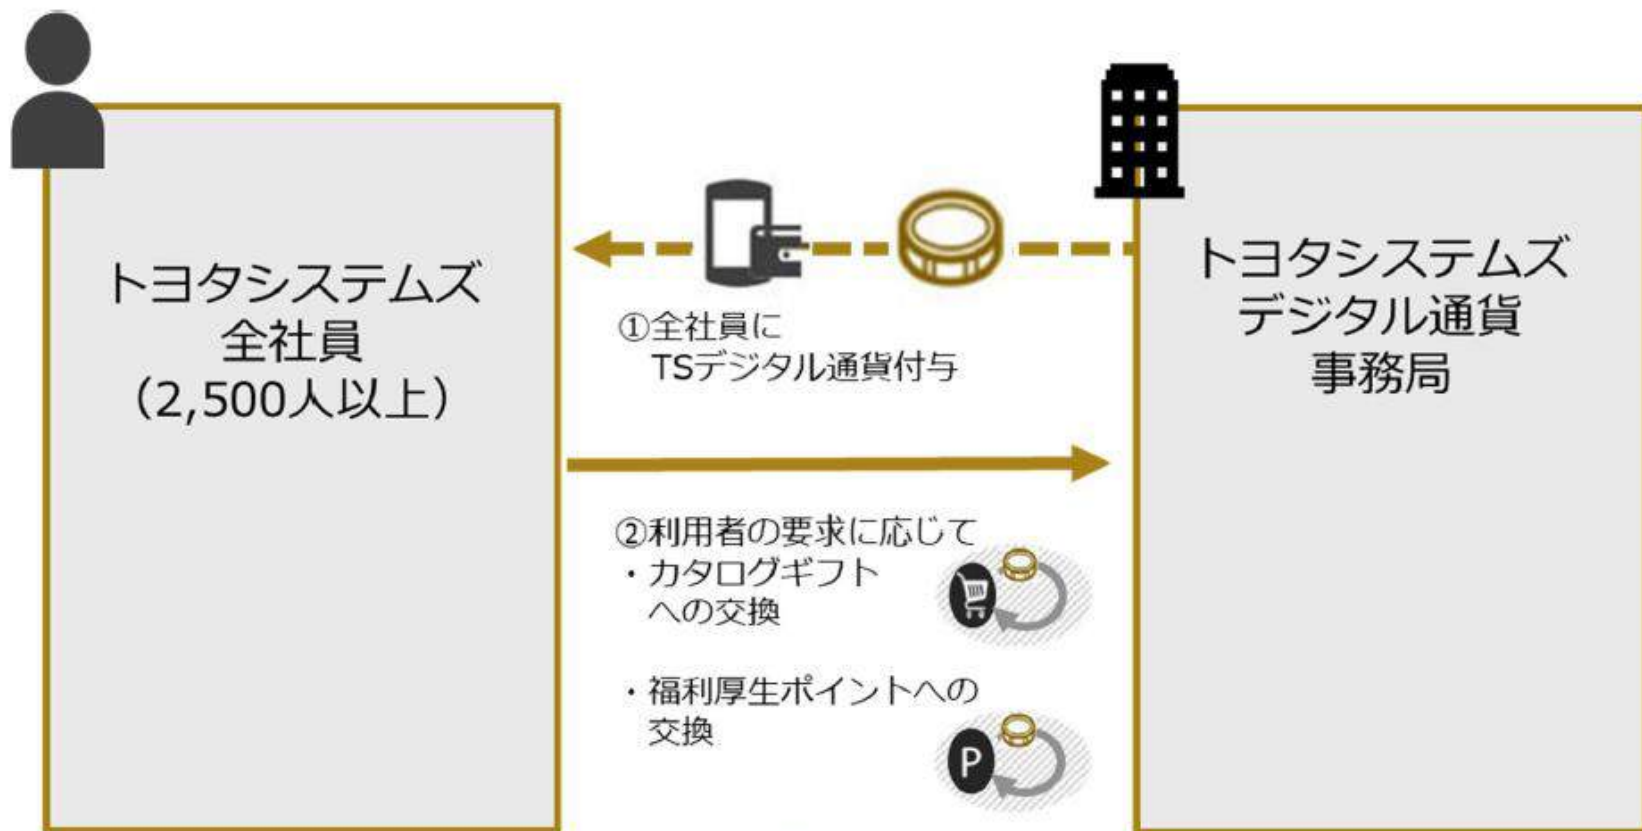 トヨタシステムズ
全社員
（2,500人以上）
①全社員に
TSデジタル通貨付与
②利用者の要求に応じて
・カタログギフト
への交換
・福利厚生ポイントへの
交換
P
トヨタシステムズ
デジタル通貨
事務局